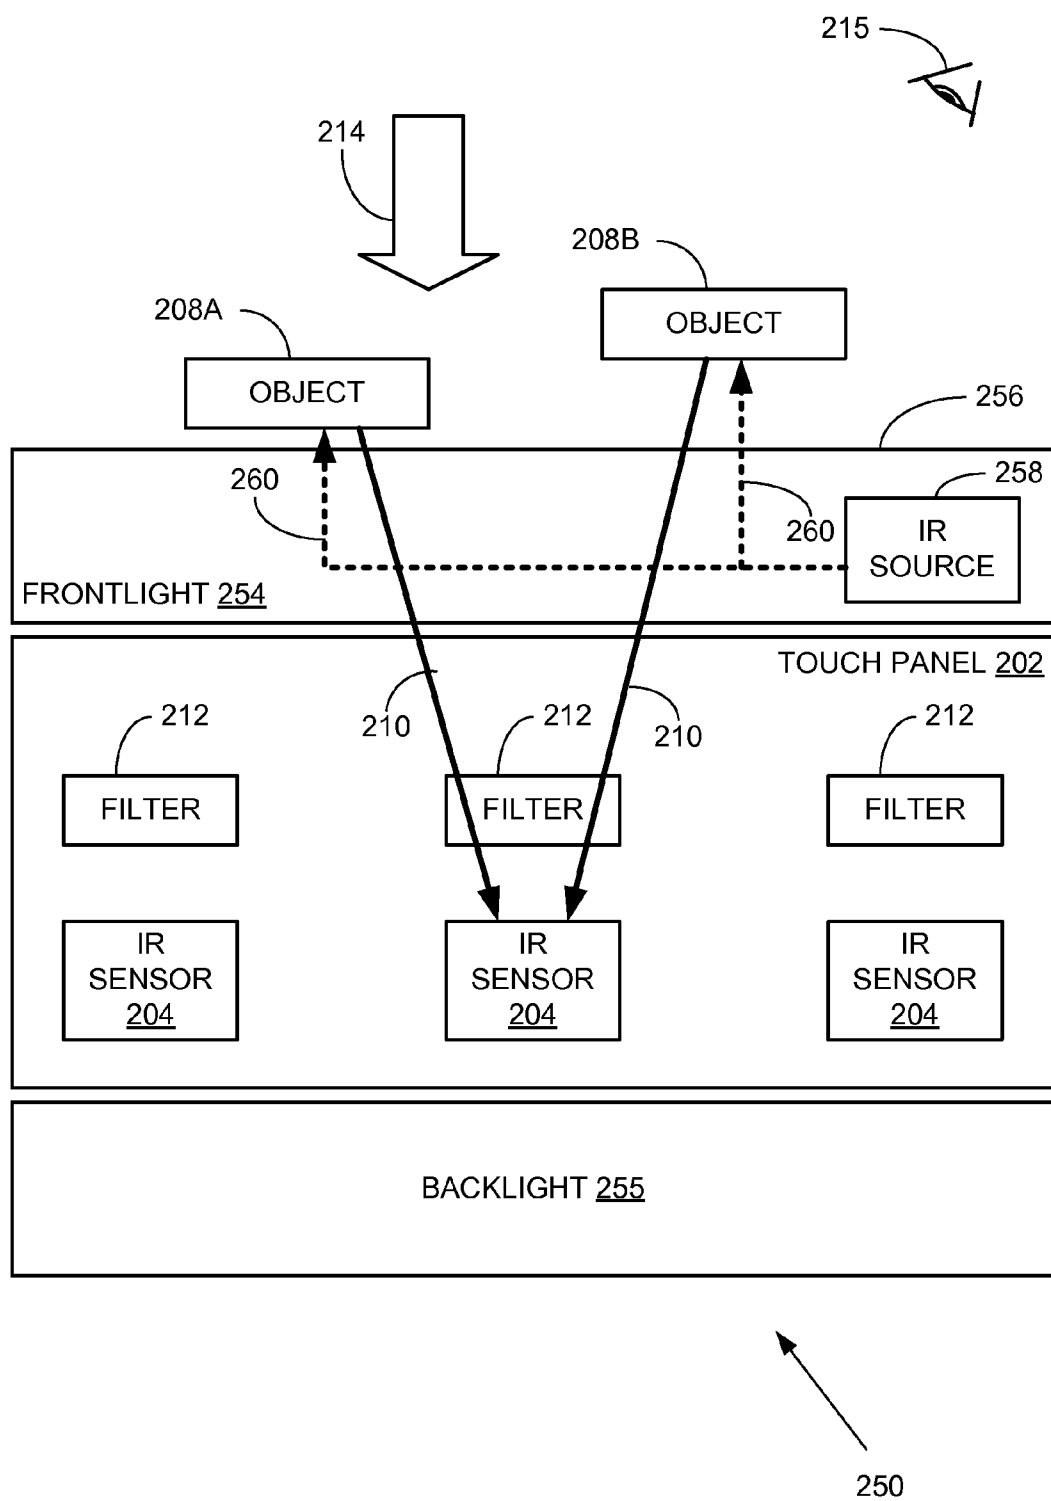 215
214
208B
OBJECT
208A
OBJECT
256
258
260
260
IR
SOURCE
FRONTLIGHT 254
TOUCH PANEL 202
210
210
212
212
212
FILTER
FILTER
FILTER
IR
SENSOR
204
IR
SENSOR
204
IR
SENSOR
204
BACKLIGHT 255
250